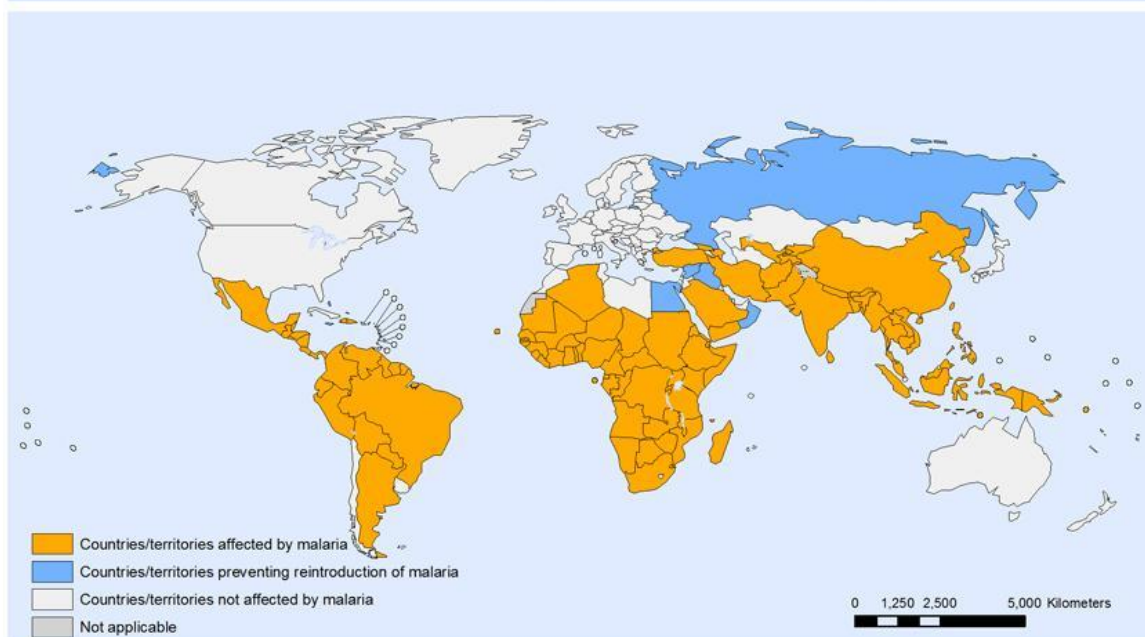 Countries/territories affected by malaria
Countries/territories preventing reintroduction of malaria
Countries/territories not affected by malaria
Not applicable
0 1,250 2,500 5,000 Kilometers